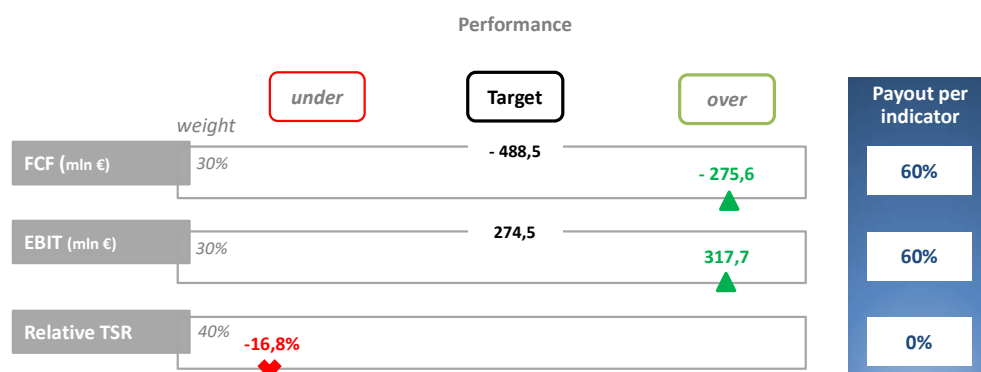 Performance
under
Target
over
Payout per
indicator
weight
FCF (mln €)
30%
- 488,5
- 275,6
60%
EBIT (mln €)
30%
274,5
317,7
60%
Relative TSR
40%
-16,8%
0%